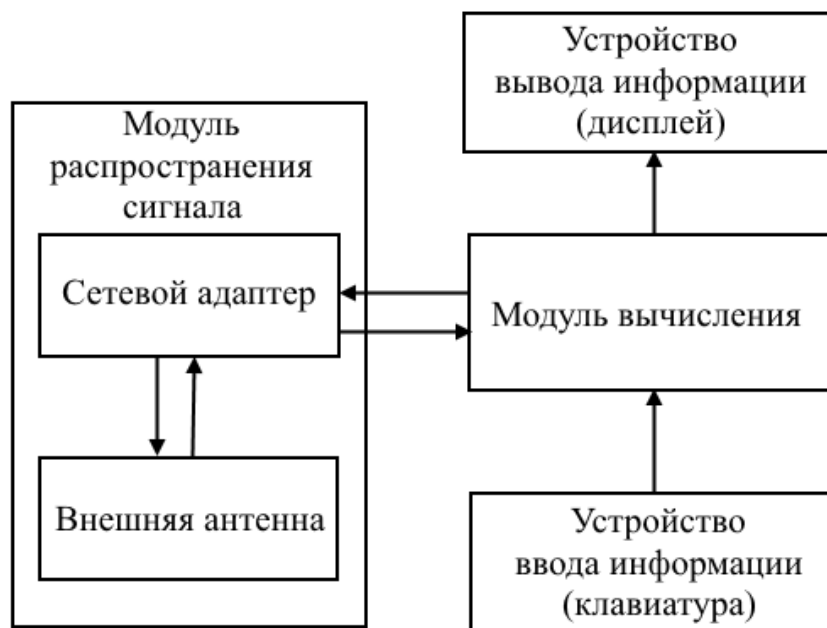 Модуль
распространения
сигнала
Сетевой адаптер
Внешняя антенна
Устройство
вывода информации
(дисплей)
Модуль вычисления
Устройство
ввода информации
(клавиатура)